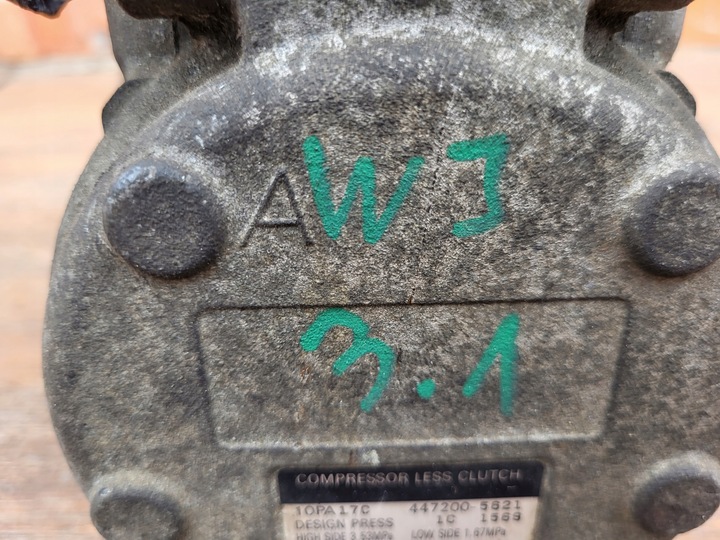 A WJ
3.1
COMPRESSOR LESS CLUTCH
10PA17C 447200-5621
DESIGN PRESS 1C 1569
HIGH SIDE 3.53MPa LOW SIDE 1.67MPa